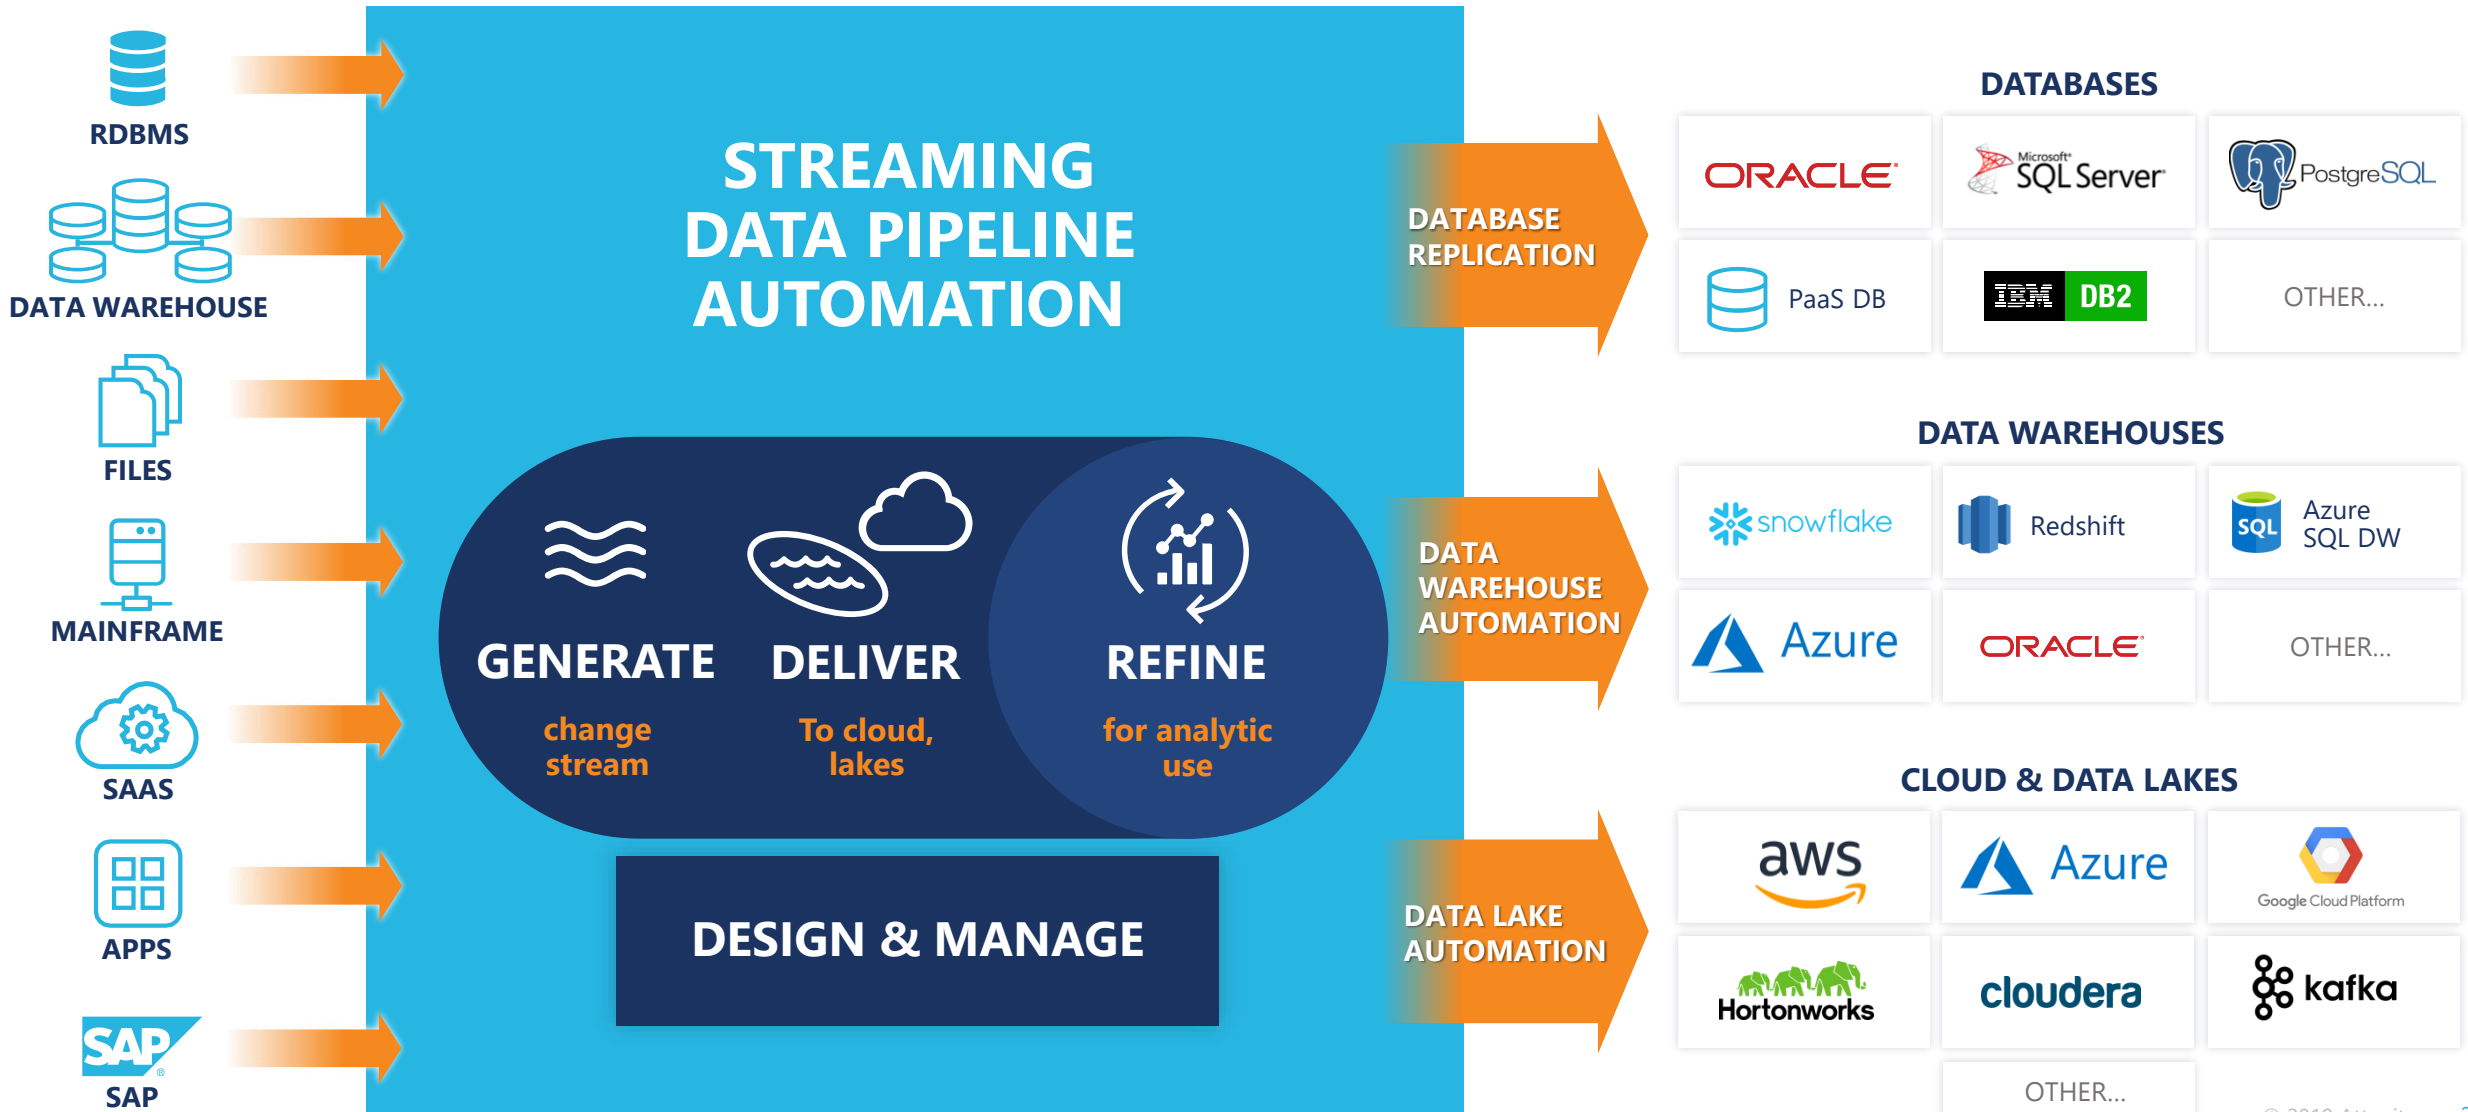 RDBMS
DATA WAREHOUSE
FILES
MAINFRAME
SAAS
APPS
SAP
®
SAP
STREAMING
DATA PIPELINE
AUTOMATION
GENERATE
change
stream
DELIVER
To cloud,
lakes
REFINE
for analytic
use
DESIGN & MANAGE
DATABASE
REPLICATION
DATA
WAREHOUSE
AUTOMATION
DATA LAKE
AUTOMATION
DATABASES
ORACLE®
Microsoft®
SQL Server®
PostgreSQL
PaaS DB
IBM DB2
OTHER...
DATA WAREHOUSES
snowflake
Redshift
SQL
Azure
SQL DW
Azure
ORACLE®
OTHER...
CLOUD & DATA LAKES
aws
Azure
Google Cloud Platform
Hortonworks
cloudera
kafka
OTHER...